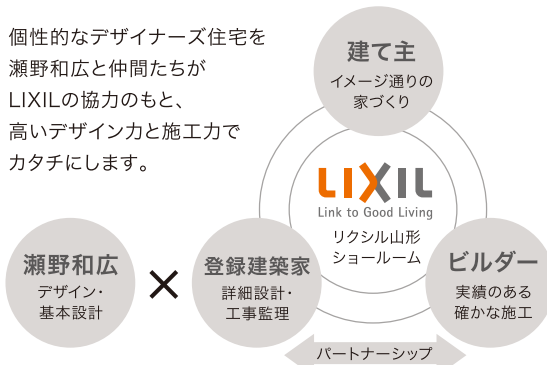 個性的なデザイナーズ住宅を
瀬野和広と仲間たちが
LIXILの協力のもと、
高いデザイン力と施工力で
カタチにします。
建て主
イメージ通りの
家づくり
LIXIL
Link to Good Living
リクシル山形
ショールーム
瀬野和広
デザイン・
基本設計
×
登録建築家
詳細設計・
工事監理
ビルダー
実績のある
確かな施工
パートナーシップ